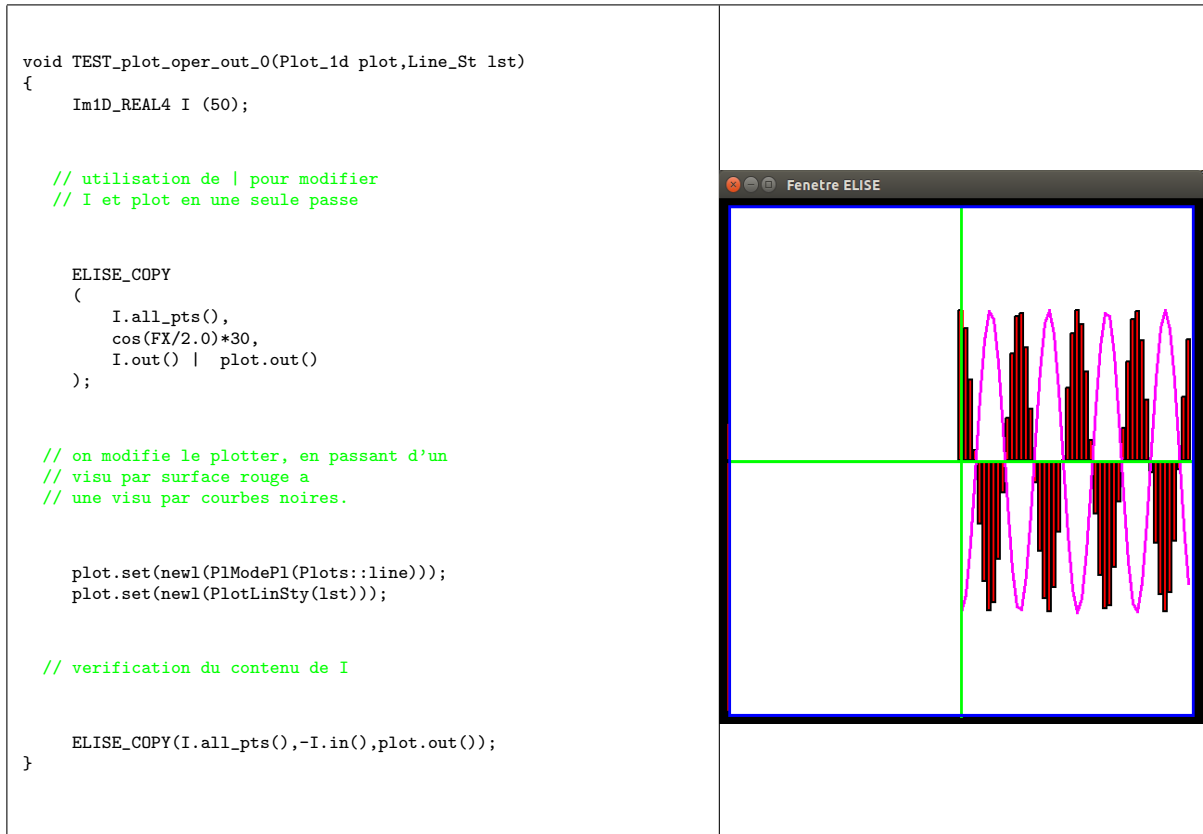 void TEST_plot_oper_out_0(Plot_1d plot,Line_St lst)
{
Im1D_REAL4 I (50);
// utilisation de | pour modifier
// I et plot en une seule passe
ELISE_COPY
(
I.all_pts(),
cos(FX/2.0)*30,
I.out() | plot.out()
);
// on modifie le plotter, en passant d'un
// visu par surface rouge a
// une visu par courbes noires.
plot.set(newl(PlModePl(Plots::line)));
plot.set(newl(PlotLinSty(lst)));
// verification du contenu de I
ELISE_COPY(I.all_pts(),-I.in(),plot.out());
}
Fenetre ELISE